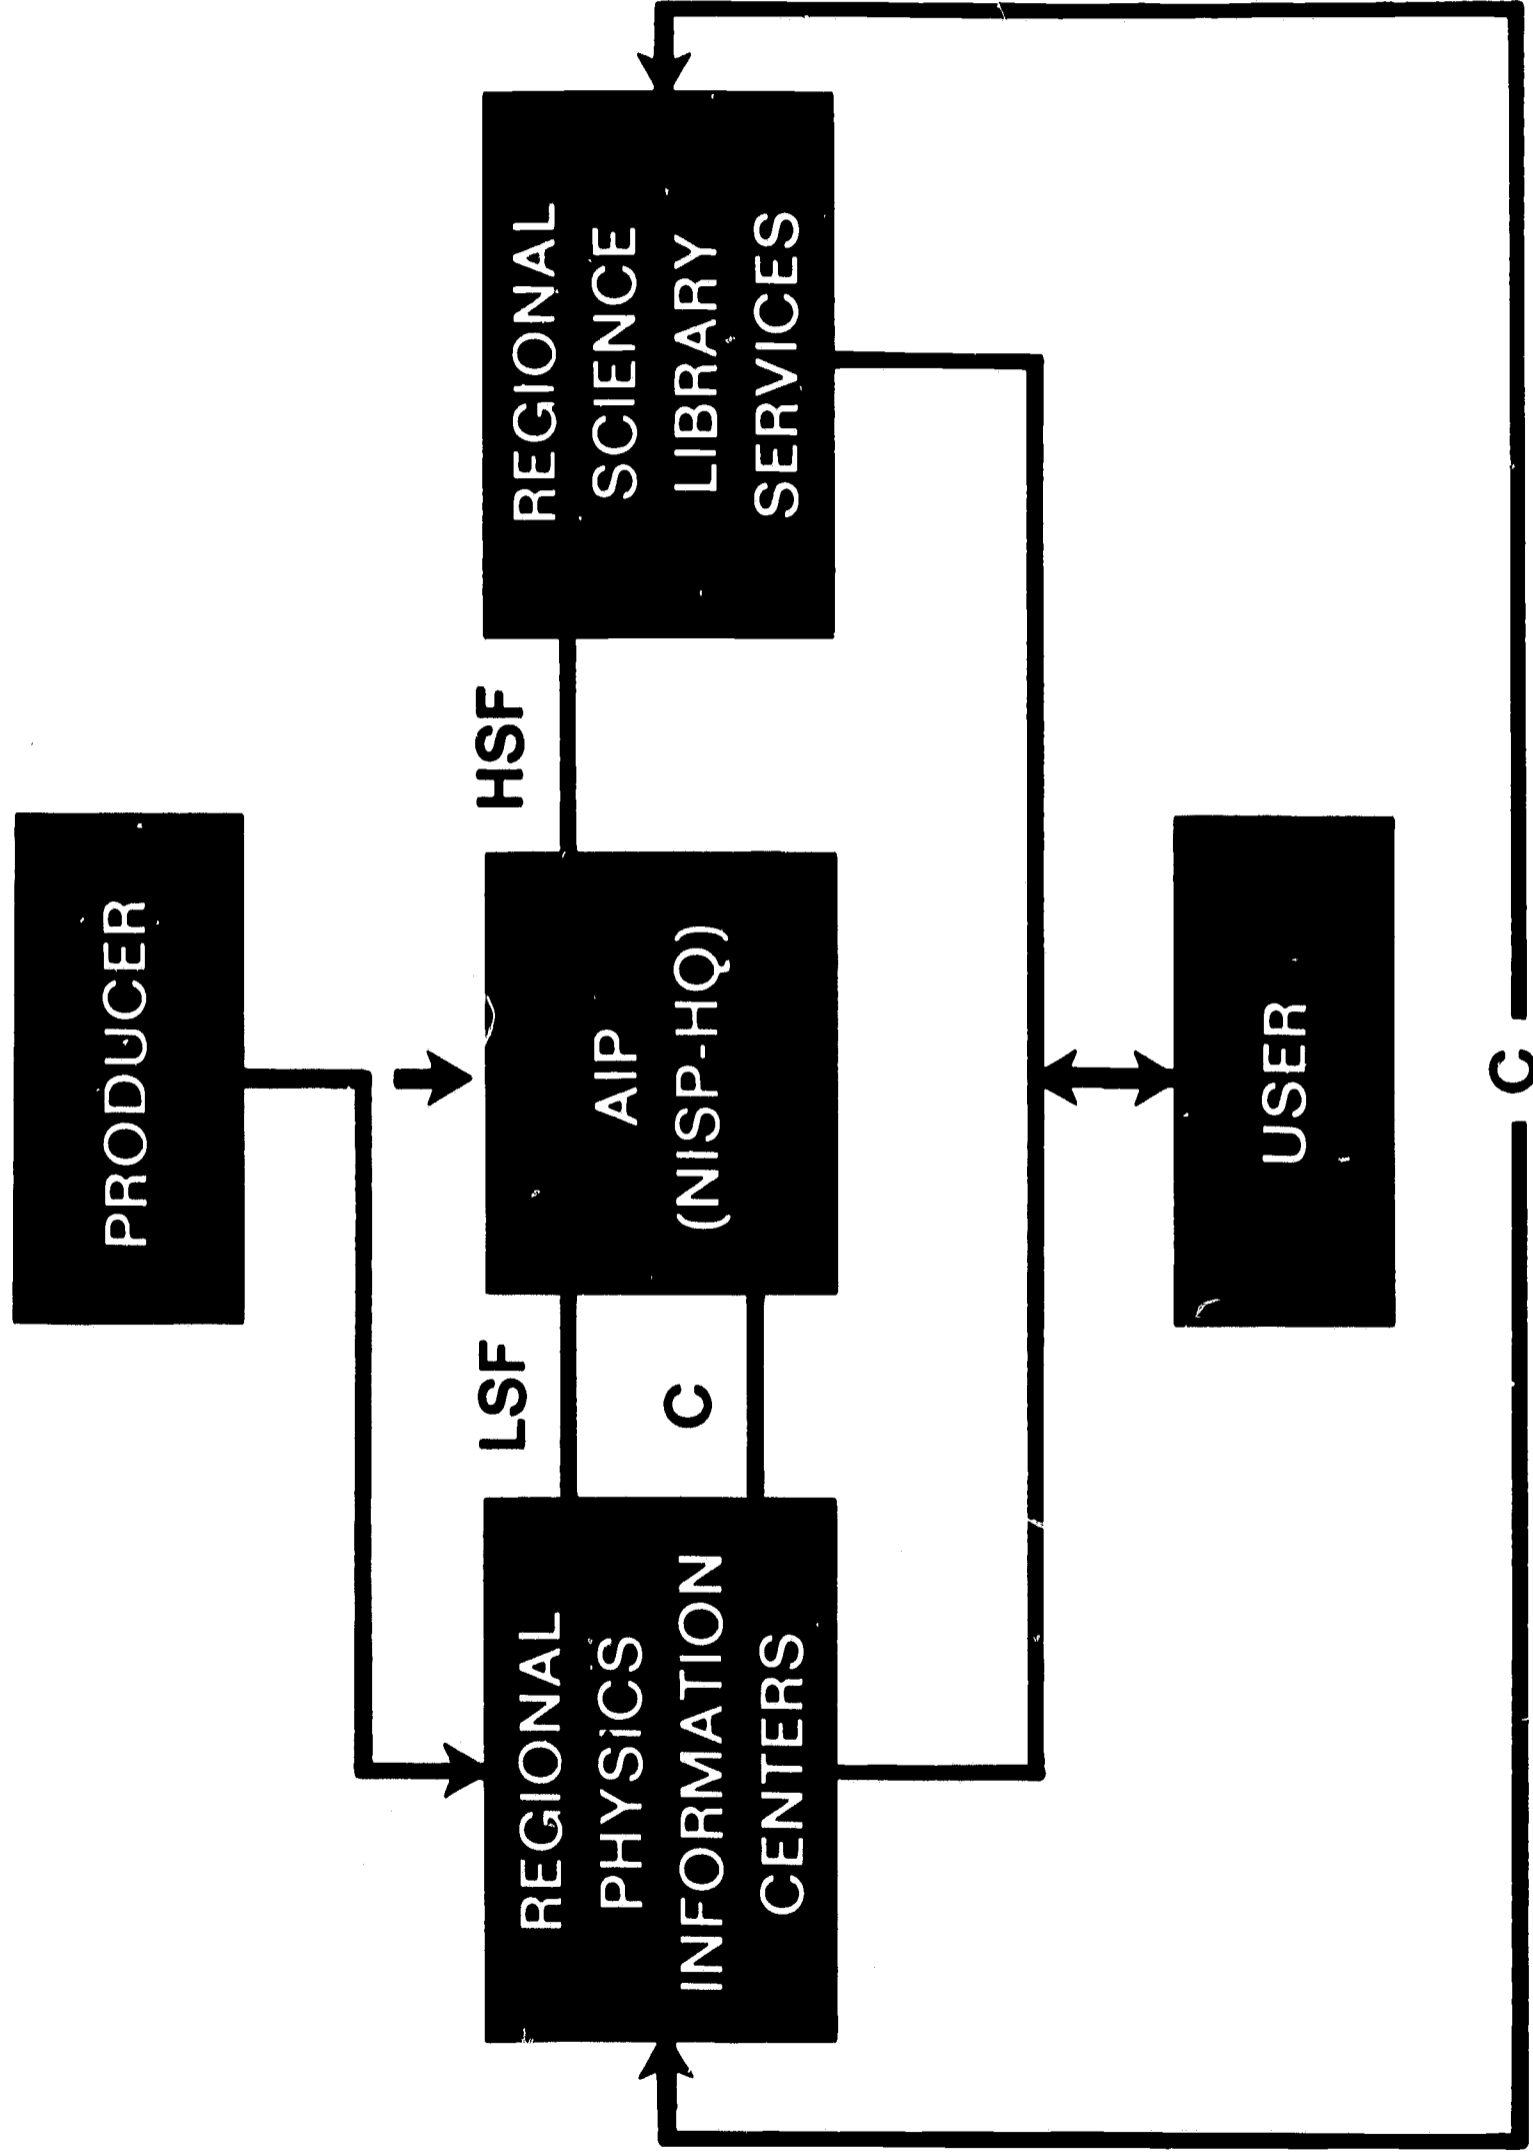 PRODUCER
LSF
HSF
REGIONAL
PHYSICS
INFORMATION
CENTERS
C
AIP
(NISP-HQ)
REGIONAL
SCIENCE
LIBRARY
SERVICES
USER
C